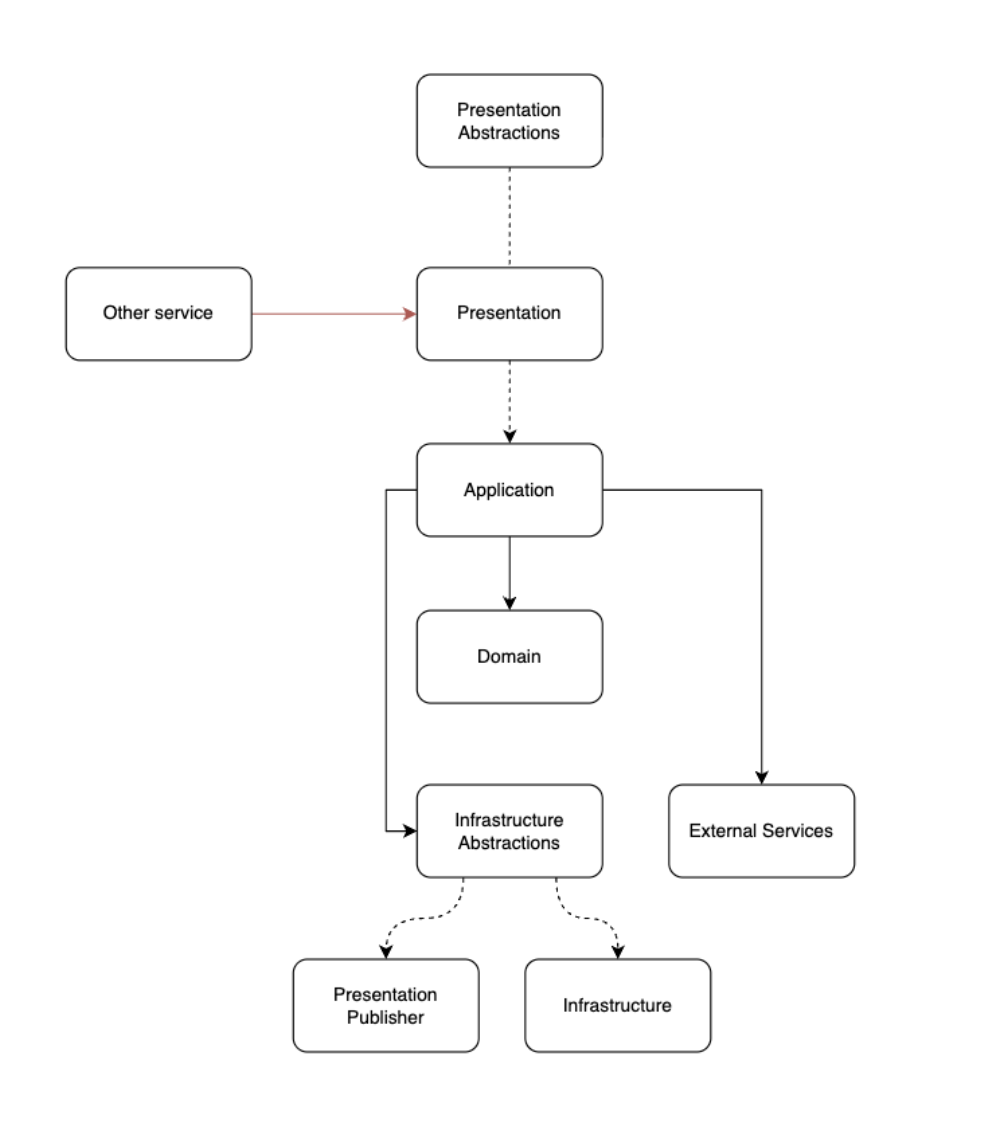 Presentation
Abstractions
Other service
Presentation
Application
Domain
Infrastructure
Abstractions
External Services
Presentation
Publisher
Infrastructure